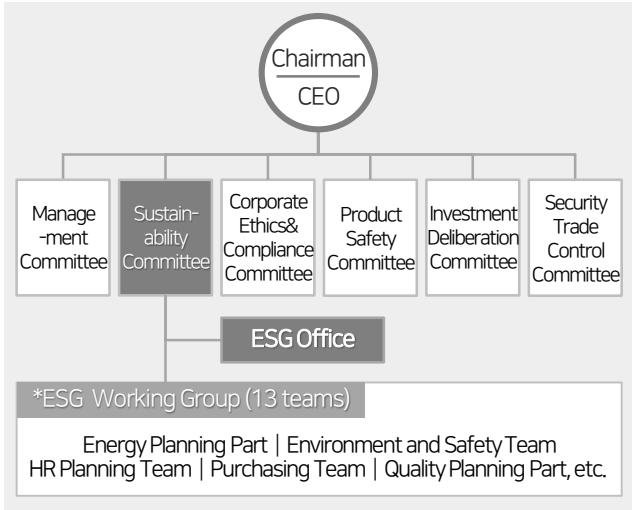 Chairman
CEO
Manage
-ment
Committee
Sustain-
ability
Committee
Corporate
Ethics&
Compliance
Committee
Product
Safety
Committee
Investment
Deliberation
Committee
Security
Trade
Control
Committee
ESG Office
*ESG Working Group (13 teams)
Energy Planning Part | Environment and Safety Team
HR Planning Team | Purchasing Team | Quality Planning Part, etc.